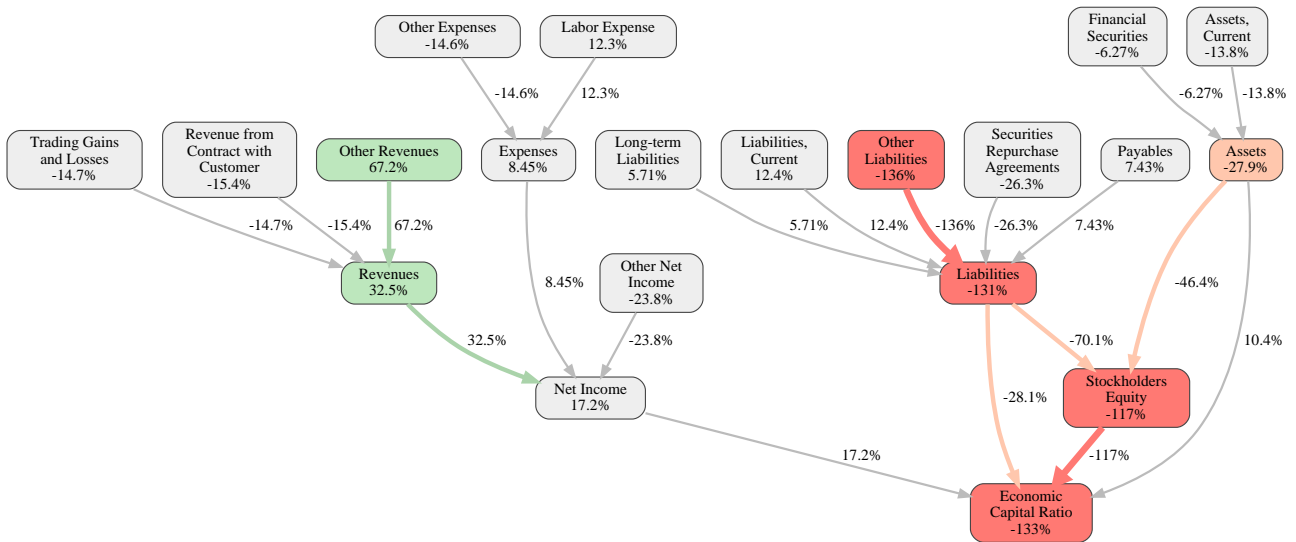 Other Expenses
-14.6%
Labor Expense
12.3%
Financial
Securities
-6.27%
Assets,
Current
-13.8%
-14.6%
12.3%
-6.27%
-13.8%
Trading Gains
and Losses
-14.7%
Revenue from
Contract with
Customer
-15.4%
Other Revenues
67.2%
Expenses
8.45%
Long-term
Liabilities
5.71%
Liabilities,
Current
12.4%
Other
Liabilities
-136%
Securities
Repurchase
Agreements
-26.3%
Payables
7.43%
Assets
-27.9%
-14.7%
-15.4%
67.2%
5.71%
12.4%
-136%
-26.3%
7.43%
Revenues
32.5%
8.45%
Other Net
Income
-23.8%
Liabilities
-131%
-46.4%
32.5%
-23.8%
-70.1%
10.4%
Net Income
17.2%
-28.1%
Stockholders
Equity
-117%
17.2%
-117%
Economic
Capital Ratio
-133%